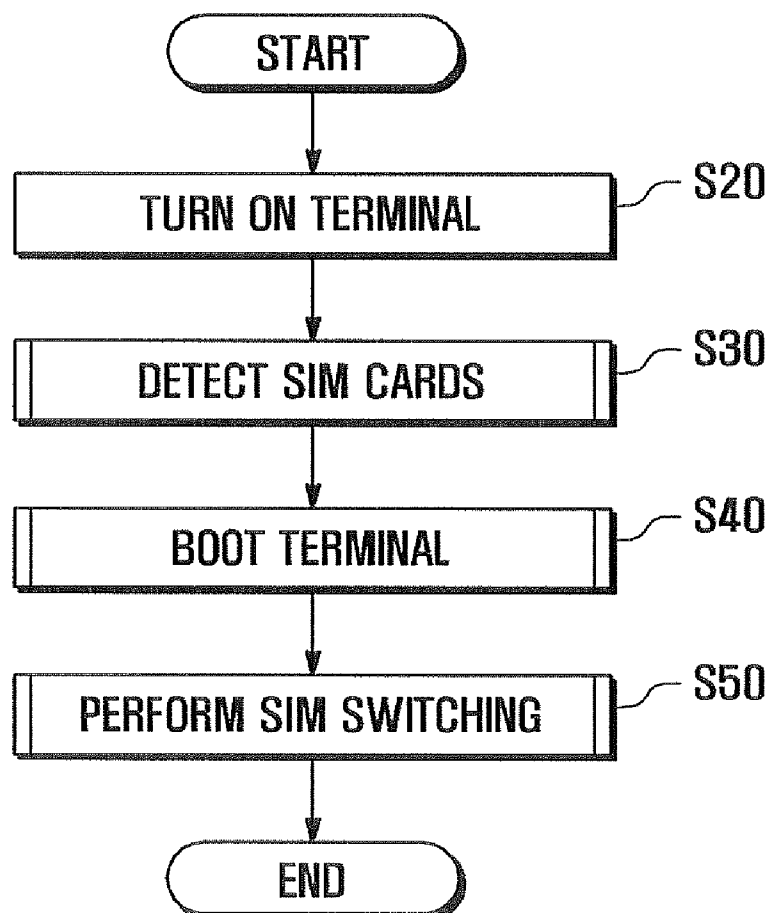 START
TURN ON TERMINAL
S20
DETECT SIM CARDS
S30
BOOT TERMINAL
S40
PERFORM SIM SWITCHING
S50
END